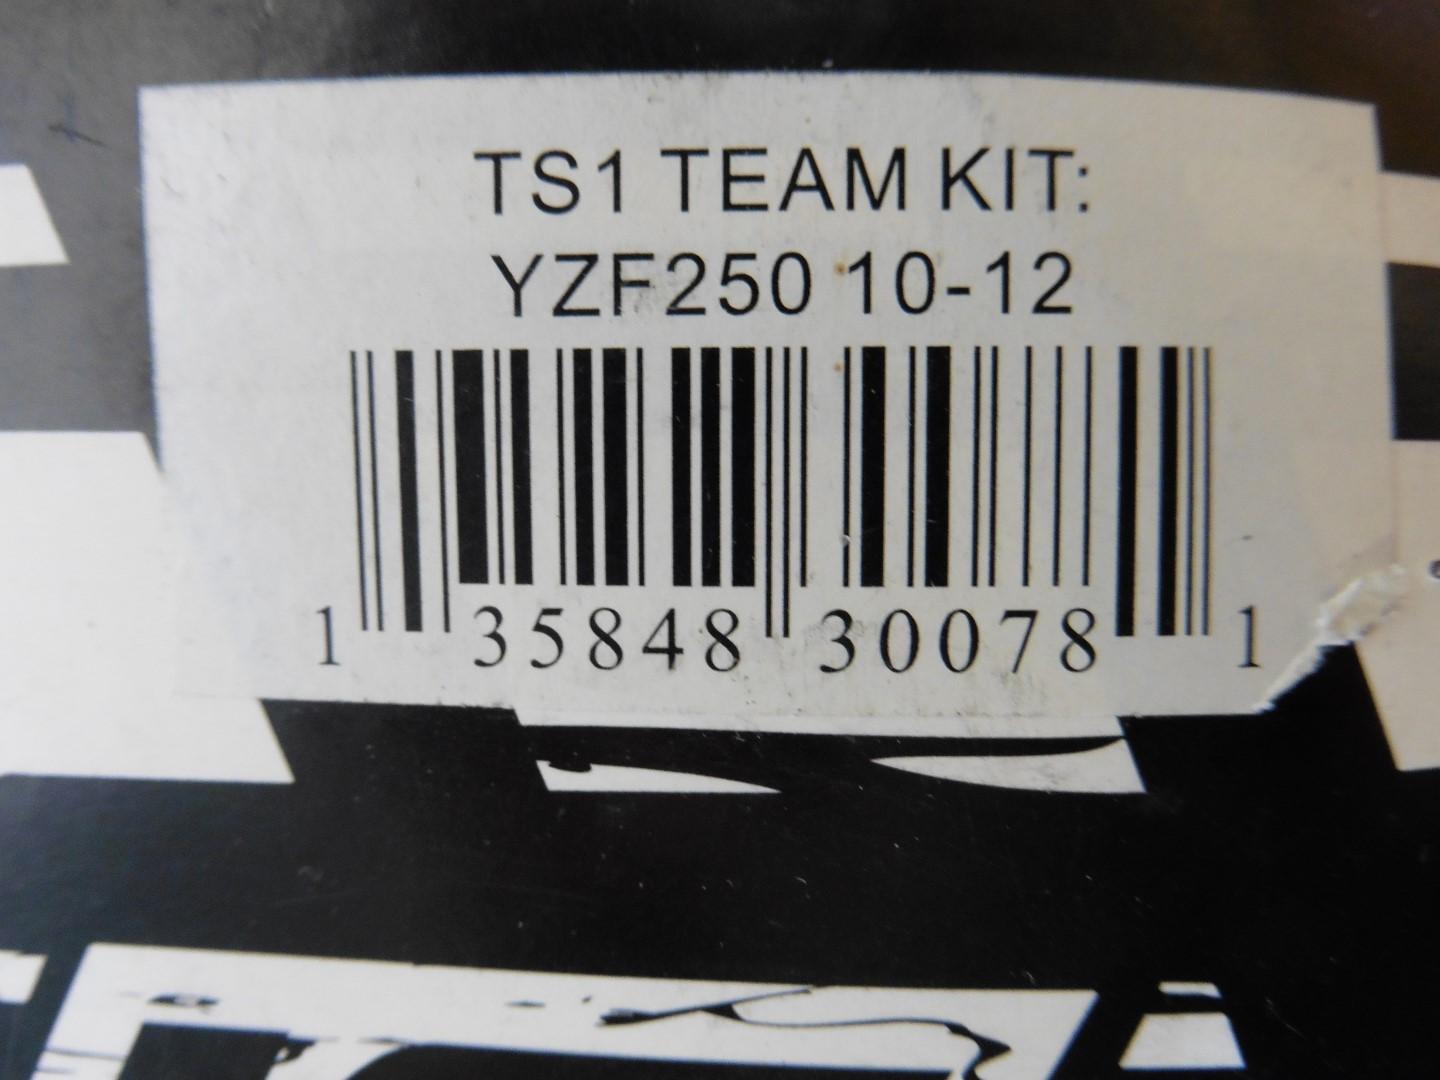 TS1 TEAM KIT:
YZF250 10-12
1 35848 30078 1